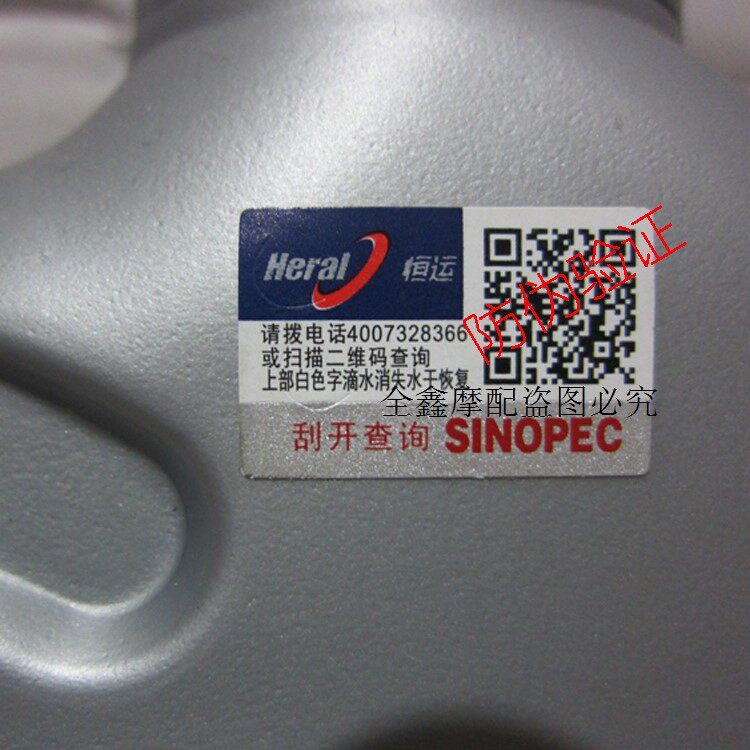 Heral 恒运
防伪验证
请拨电话4007328366
或扫描二维码查询
上部白色字滴水消失水干恢复
全鑫摩配盗图必究
刮开查询 SINOPEC